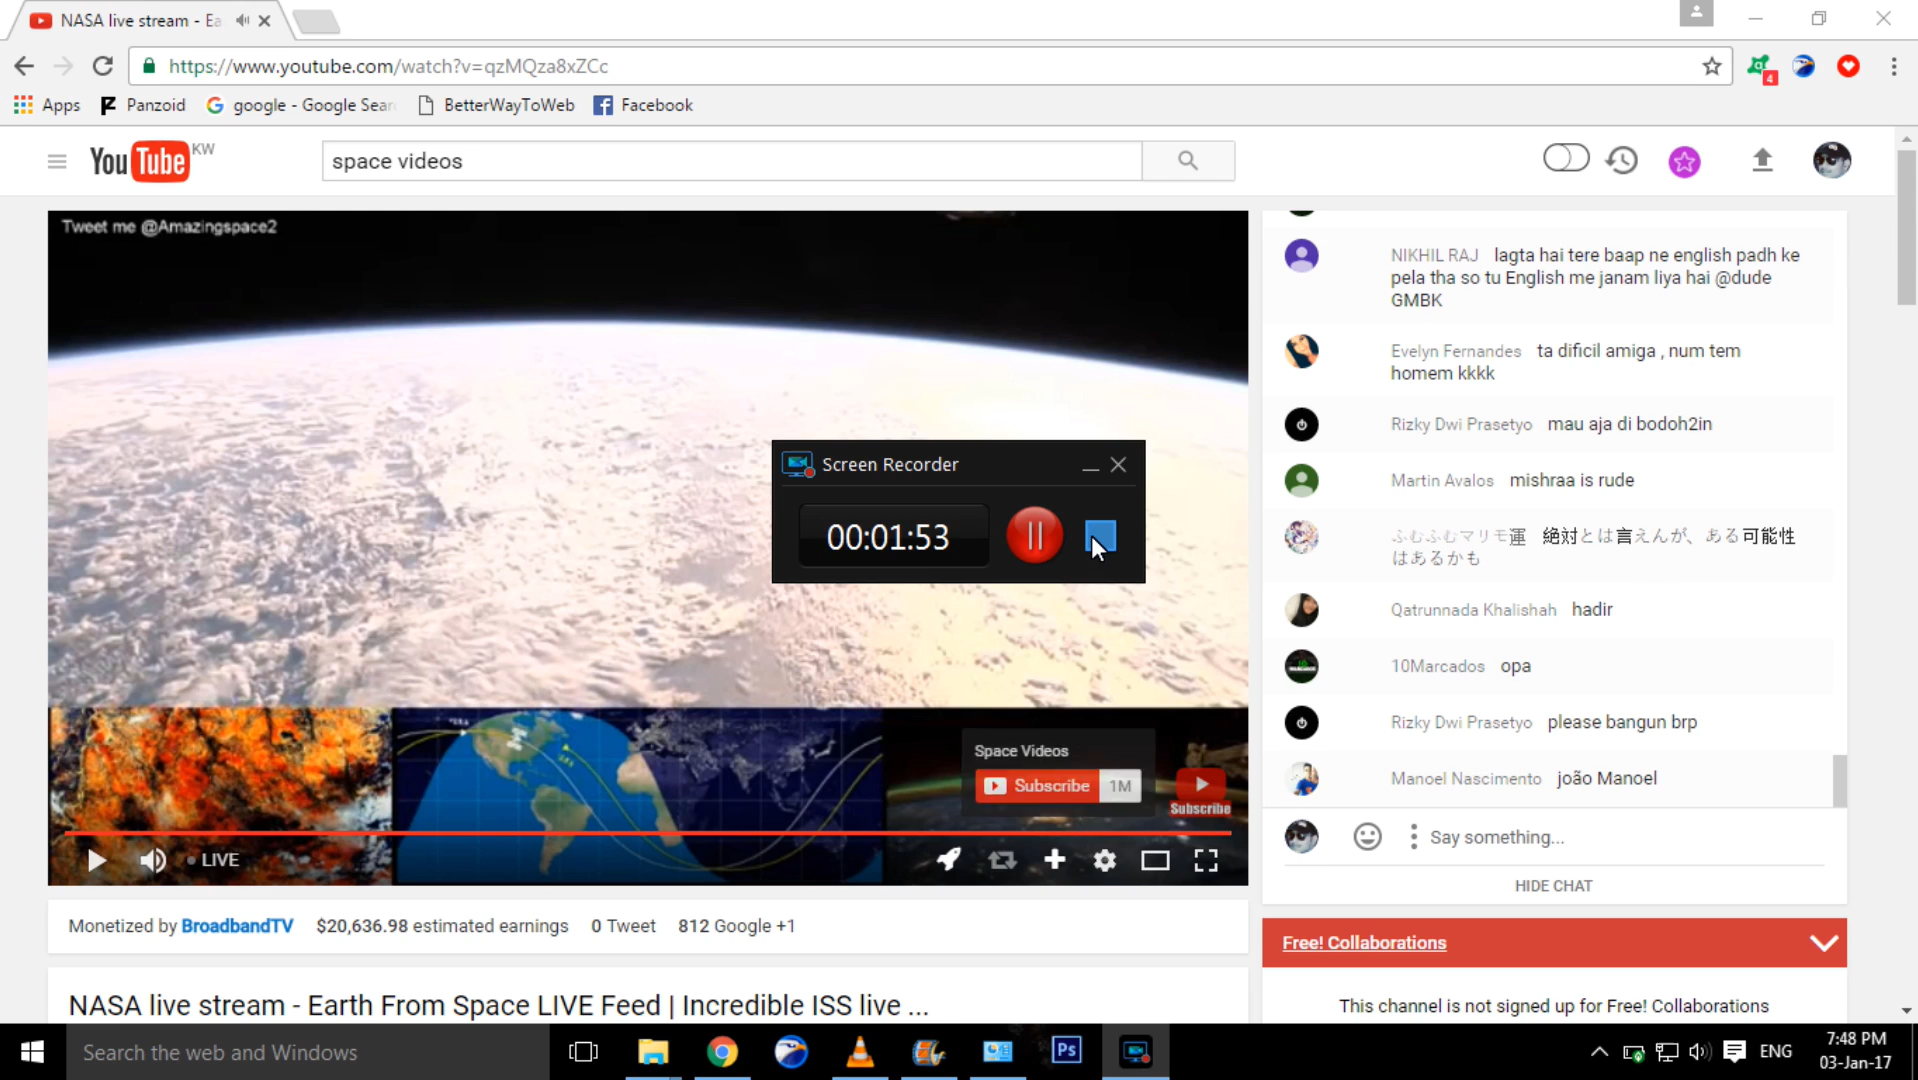 NASA live stream - Ea
https://www.youtube.com/watch?v=qzMQza8xZCc
4
Apps
Panzoid
google - Google Sear
BetterWayToWeb
Facebook
YouTube KW
space videos
Tweet me @Amazingspace2
Screen Recorder
00:01:53
Space Videos
Subscribe 1M
Subscribe
LIVE
NIKHIL RAJ lagta hai tere baap ne english padh ke
pela tha so tu English me janam liya hai @dude
GMBK
Evelyn Fernandes ta dificil amiga , num tem
homem kkkk
Rizky Dwi Prasetyo mau aja di bodoh2in
Martin Avalos mishraa is rude
ふむふむマリモ運 絶対とは言えんが、ある可能性
はあるかも
Qatrunnada Khalishah hadir
10Marcados opa
Rizky Dwi Prasetyo please bangun brp
Manoel Nascimento joão Manoel
Say something...
HIDE CHAT
Monetized by BroadbandTV $20,636.98 estimated earnings 0 Tweet 812 Google +1
Free! Collaborations
This channel is not signed up for Free! Collaborations
NASA live stream - Earth From Space LIVE Feed | Incredible ISS live ...
Search the web and Windows
Ps
ENG
7:48 PM
03-Jan-17